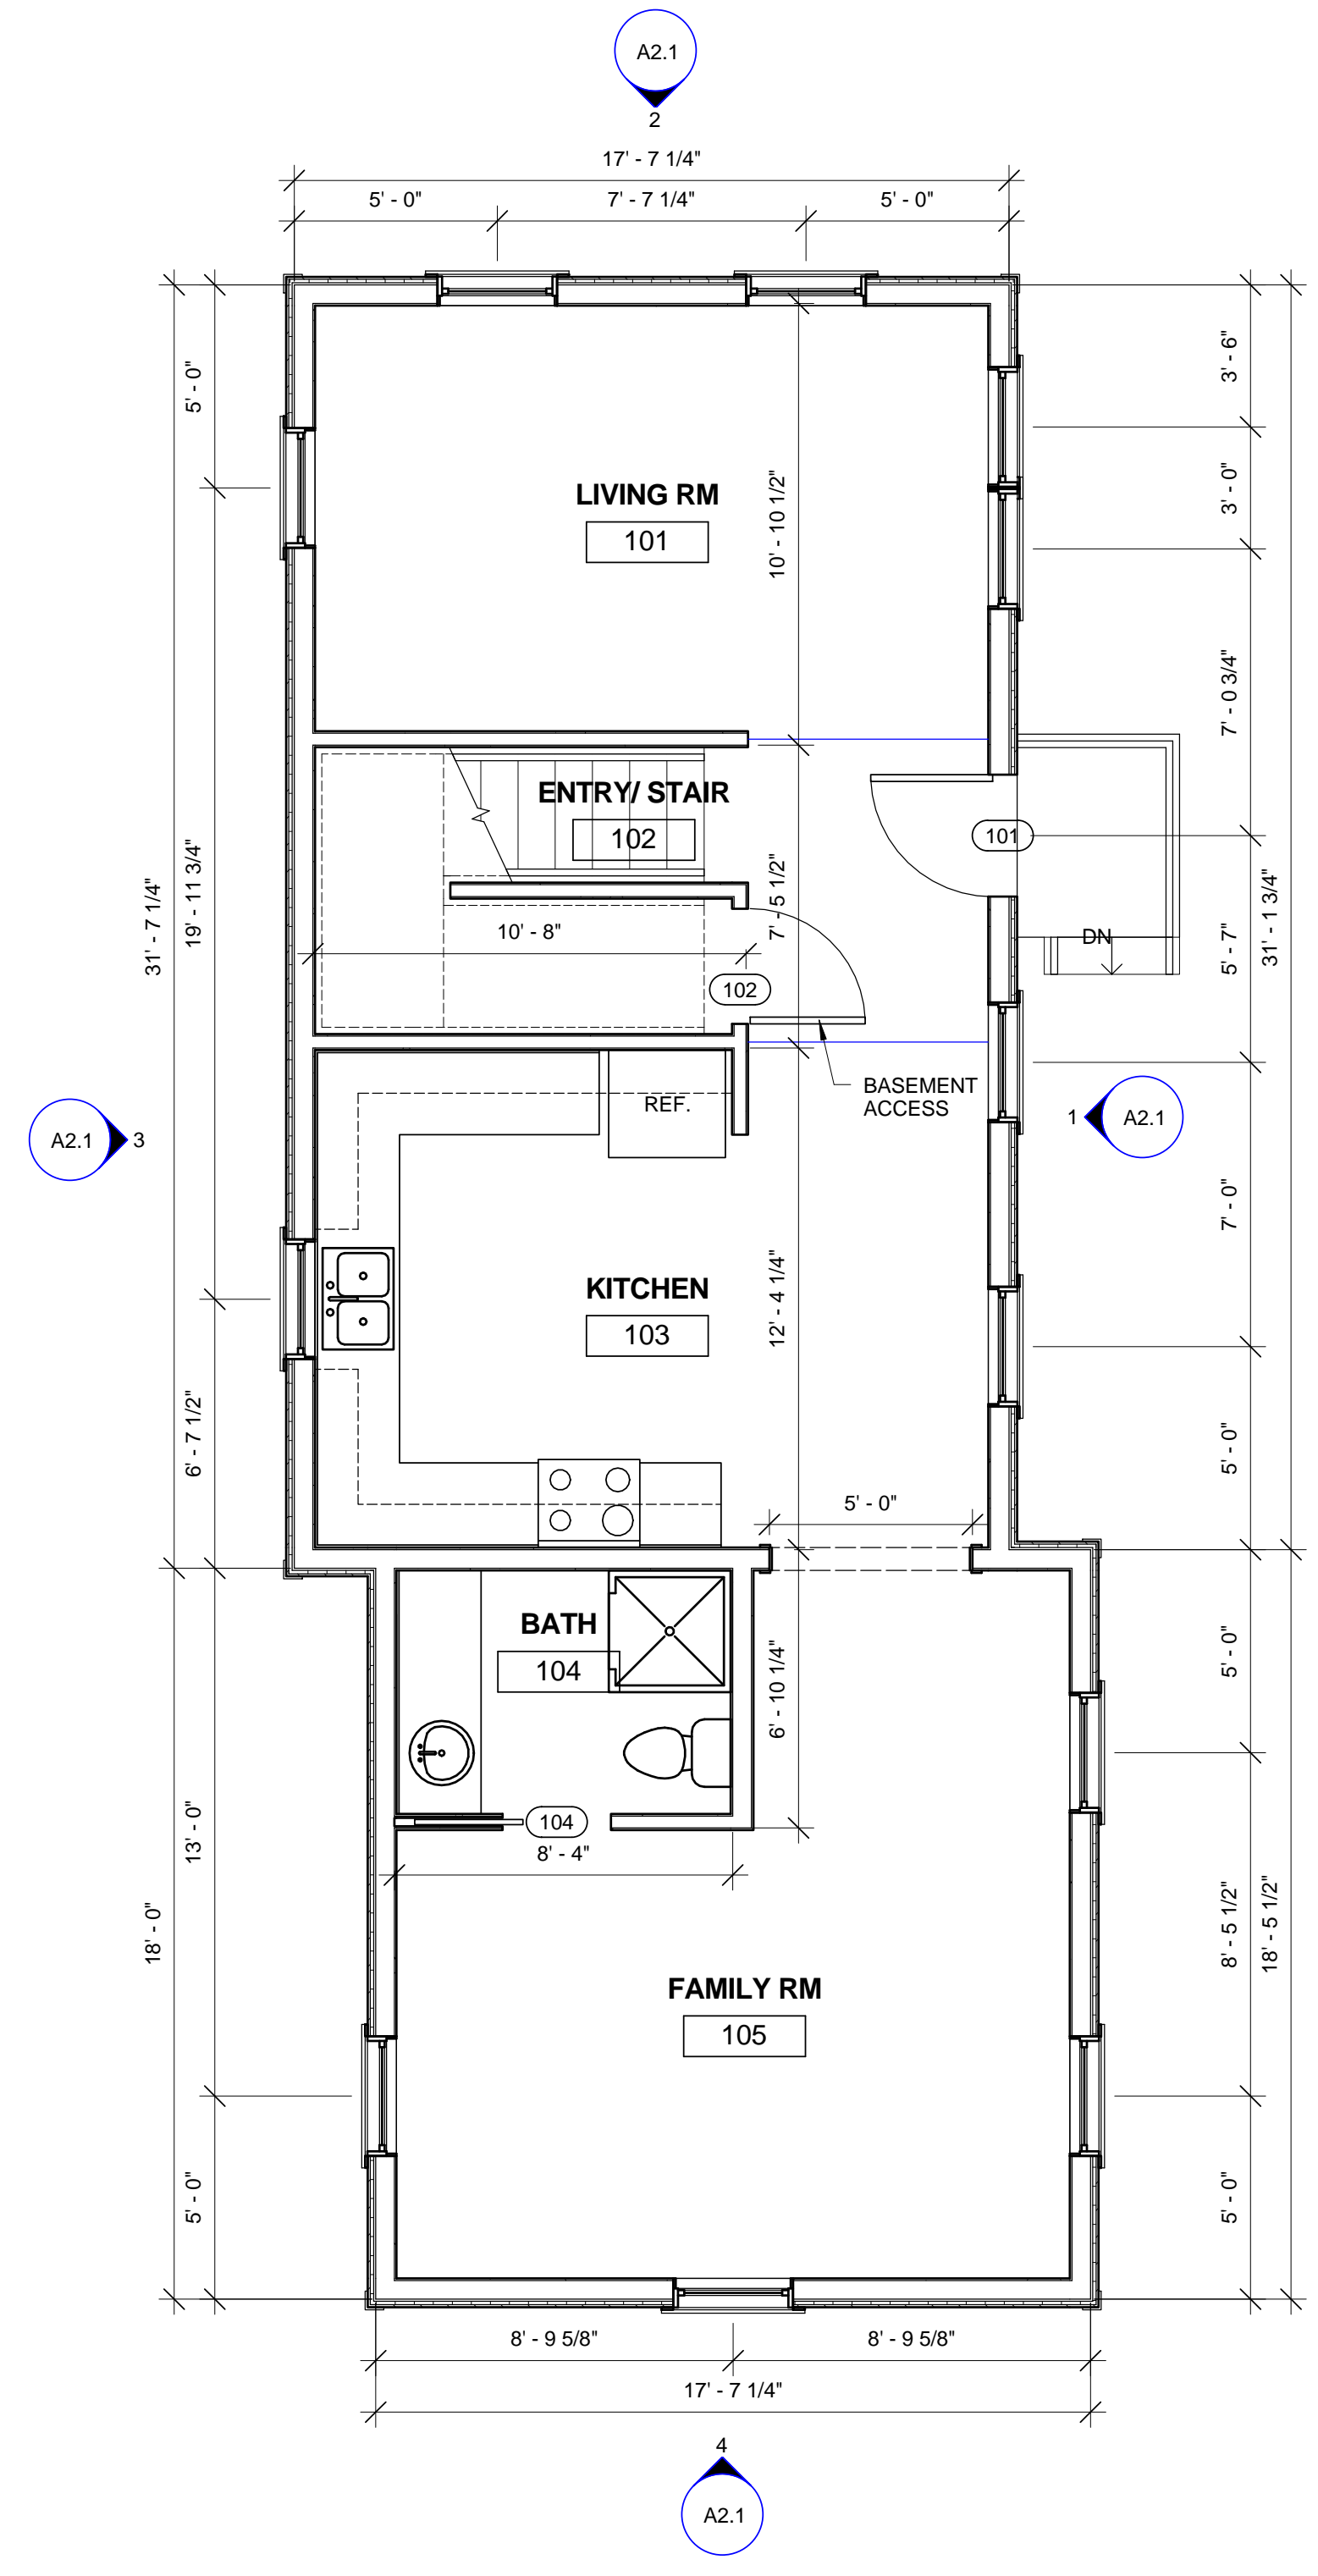 A2.1
2
17' - 7 1/4"
5' - 0"
7' - 7 1/4"
5' - 0"
5' - 0"
3' - 6"
3' - 0"
10' - 10 1/2"
LIVING RM
101
7' - 0 3/4"
ENTRY/ STAIR
102
101
31' - 7 1/4"
19' - 11 3/4"
7' - 5 1/2"
10' - 8"
DN
5' - 7"
31' - 1 3/4"
102
BASEMENT
ACCESS
REF.
A2.1
3
1
A2.1
7' - 0"
KITCHEN
103
12' - 4 1/4"
6' - 7 1/2"
5' - 0"
5' - 0"
BATH
104
6' - 10 1/4"
5' - 0"
104
8' - 4"
13' - 0"
18' - 0"
8' - 5 1/2"
18' - 5 1/2"
FAMILY RM
105
5' - 0"
5' - 0"
8' - 9 5/8"
8' - 9 5/8"
17' - 7 1/4"
4
A2.1